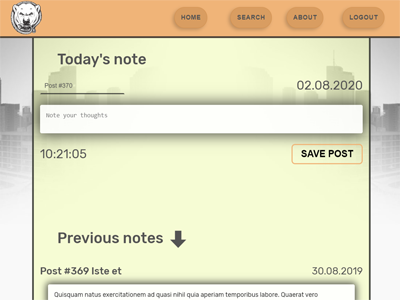 HOME SEARCH ABOUT LOGOUT
Today's note
Post #370 02.08.2020
Note your thoughts
10:21:05 SAVE POST
Previous notes
Post #369 Iste et 30.08.2019
Quisquam natus exercitationem ad quasi nihil quia aperiam temporibus labore. Quaerat vero